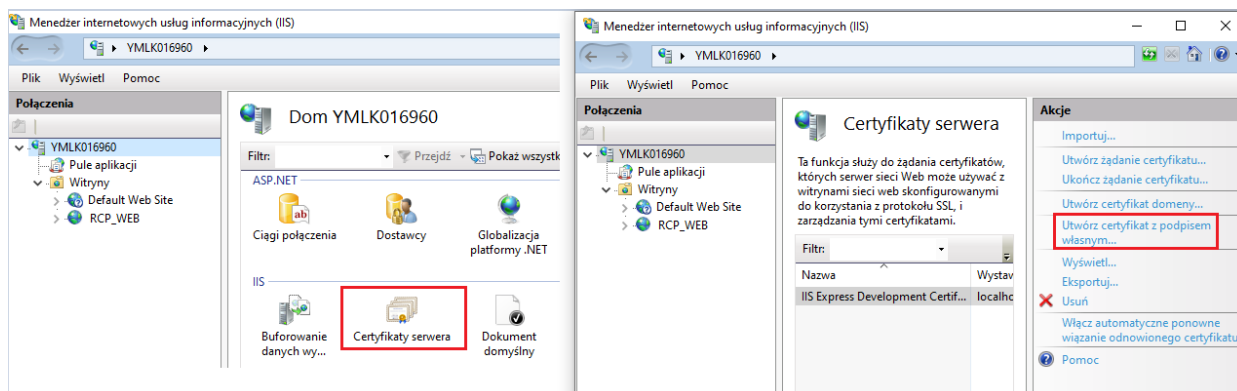 Menedżer internetowych usług informacyjnych (IIS)
YMLK016960
Plik Wyświetl Pomoc
Połączenia
YMLK016960
Pule aplikacji
Witryny
Default Web Site
RCP_WEB
Dom YMLK016960
Filtr: Przejdź Pokaż wszystk
ASP.NET
Ciągi połączenia
Dostawcy
Globalizacja
platformy .NET
IIS
Buforowanie
danych wy...
Certyfikaty serwera
Dokument
domyślny
Menedżer internetowych usług informacyjnych (IIS)
YMLK016960
Plik Wyświetl Pomoc
Połączenia
YMLK016960
Pule aplikacji
Witryny
Default Web Site
RCP_WEB
Certyfikaty serwera
Ta funkcja służy do żądania certyfikatów,
których serwer sieci Web może używać z
witrynami sieci web skonfigurowanymi
do korzystania z protokołu SSL, i
zarządzania tymi certyfikatami.
Filtr:
Nazwa Wystaw
IIS Express Development Certif... localhc
Akcje
Importuj...
Utwórz żądanie certyfikatu...
Ukończ żądanie certyfikatu...
Utwórz certyfikat domeny...
Utwórz certyfikat z podpisem
własnym...
Wyświetl...
Eksportuj...
Usuń
Włącz automatyczne ponowne
wiązanie odnowionego certyfikatu
Pomoc